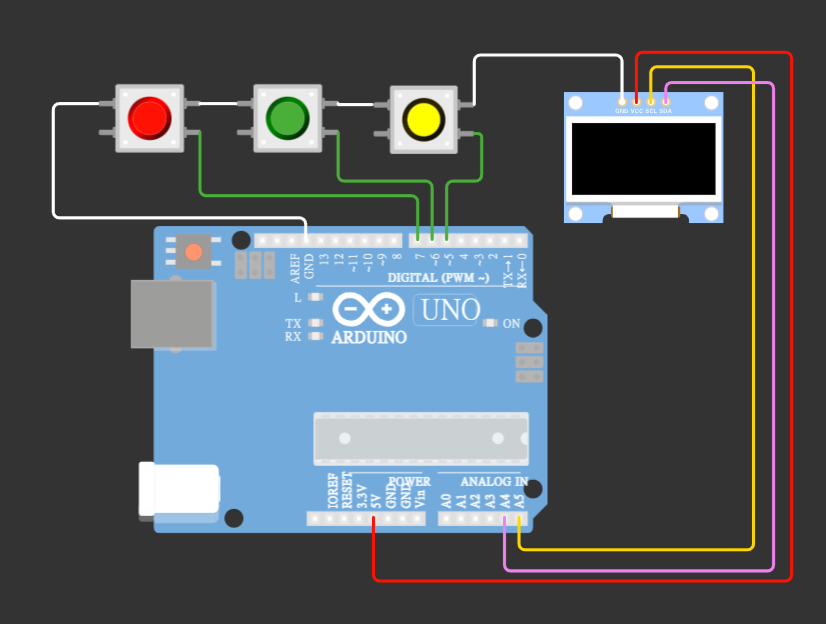 GND VCC SCL SDA
AREF
GND
13
12
~11
~10
~9
8
7
~6
~5
4
~3
2
TX→1
RX←0
DIGITAL (PWM ~)
L
TX
RX
ARDUINO
UNO
ON
POWER
ANALOG IN
IOREF
RESET
3.3V
5V
GND
GND
Vin
A0
A1
A2
A3
A4
A5